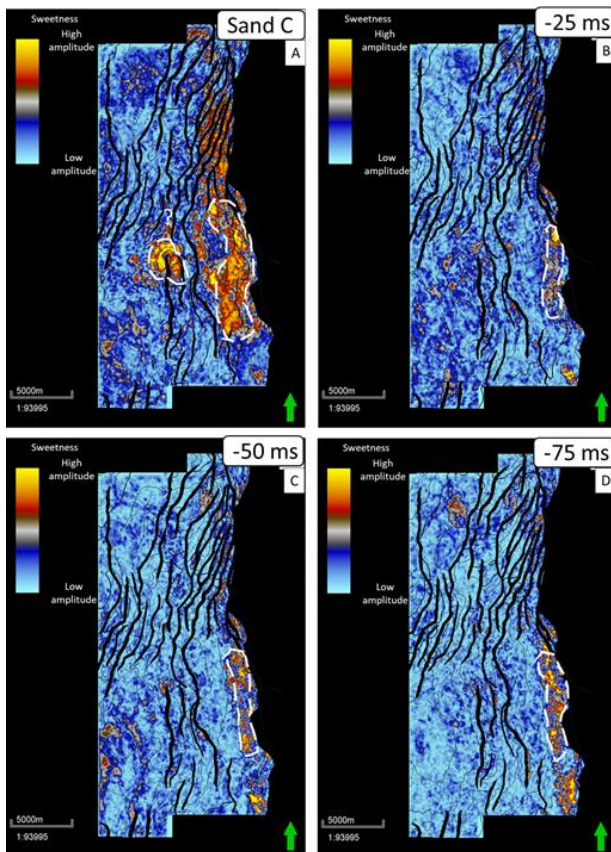 Sand C
A
Sweetness
High
amplitude
Low
amplitude
?
5000m
1:93995
-25 ms
B
Sweetness
High
amplitude
Low
amplitude
5000m
1:93995
-50 ms
C
Sweetness
High
amplitude
Low
amplitude
5000m
1:93995
-75 ms
D
Sweetness
High
amplitude
Low
amplitude
5000m
1:93995